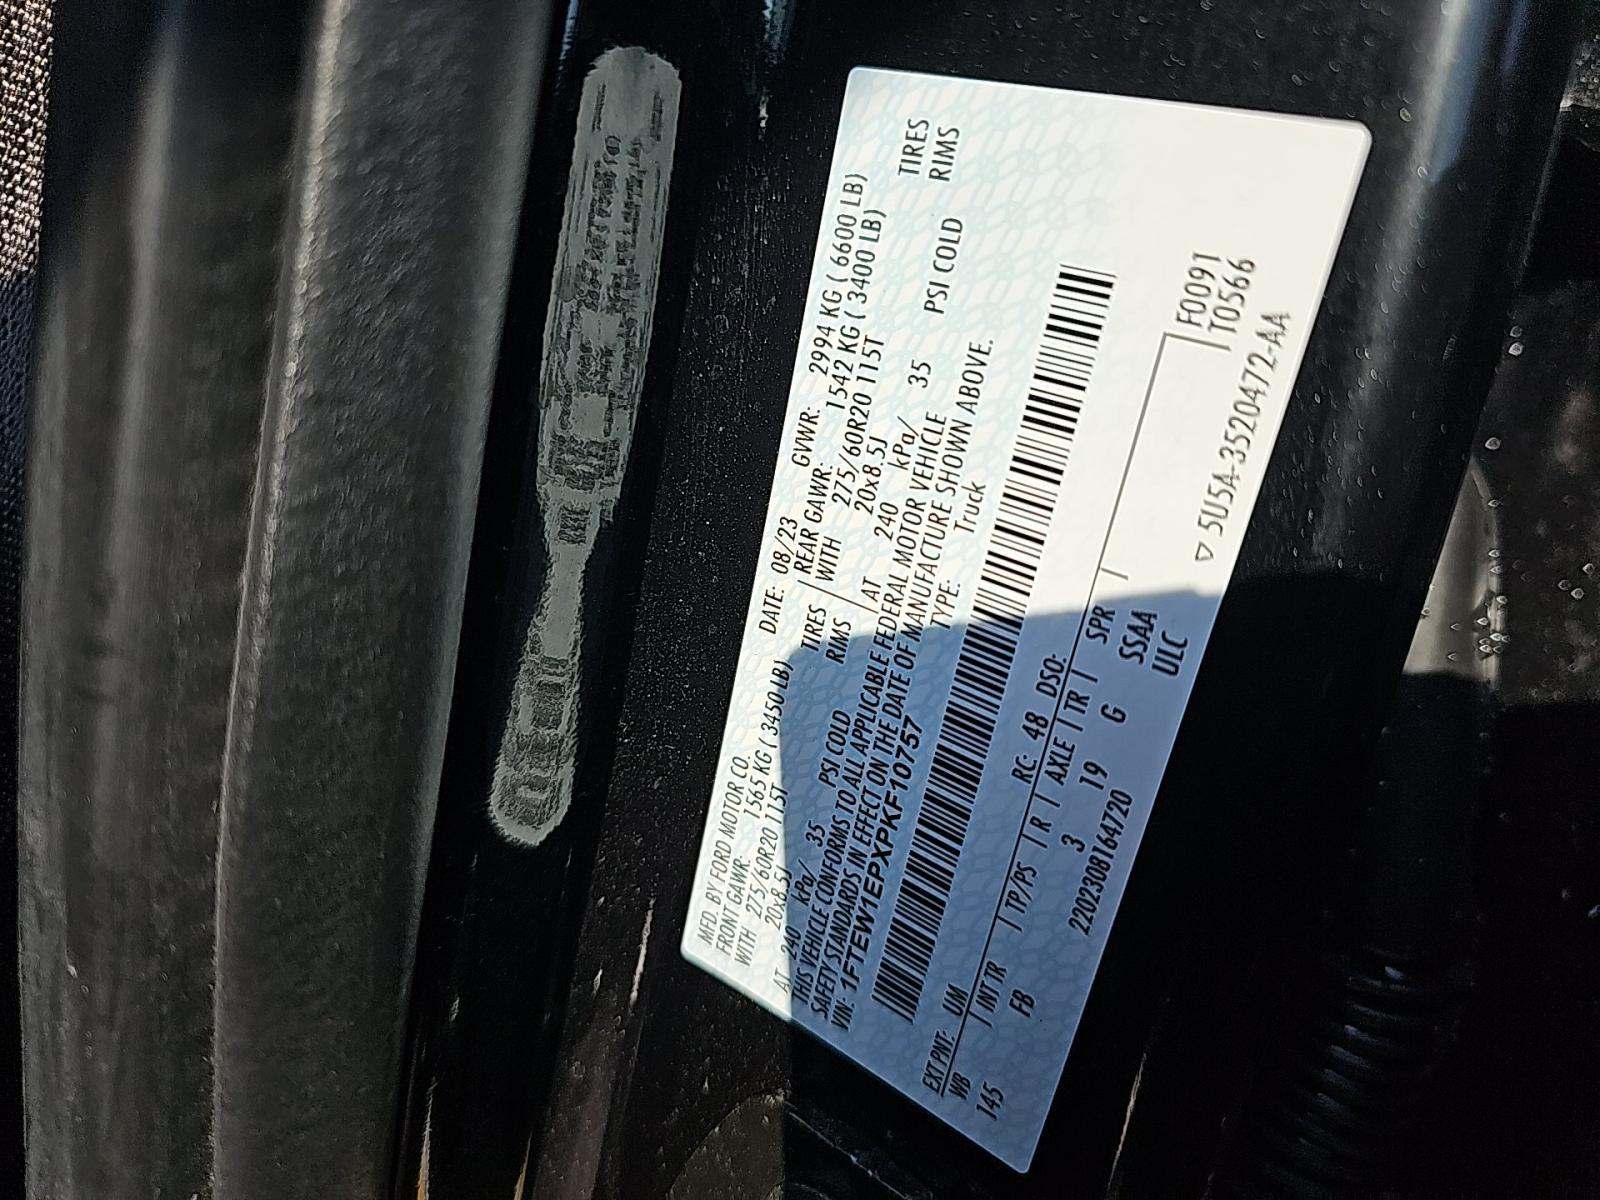 MFD. BY FORD MOTOR CO. DATE: 08/23 GVWR: 2994 KG ( 6600 LB)
FRONT GAWR: 1565 KG ( 3450 LB) REAR GAWR: 1542 KG ( 3400 LB)
WITH 275/60R20 115T TIRES WITH 275/60R20 115T TIRES
20x8.5J RIMS 20x8.5J RIMS
AT 240 kPa/ 35 PSI COLD AT 240 kPa/ 35 PSI COLD
THIS VEHICLE CONFORMS TO ALL APPLICABLE FEDERAL MOTOR VEHICLE
SAFETY STANDARDS IN EFFECT ON THE DATE OF MANUFACTURE SHOWN ABOVE.
VIN: 1FTEW1EPXPKF10757 TYPE: Truck
EXT PNT: UM RC: 48 DSO: F0091
WB / INT TR / TP/PS / R / AXLE / TR / SPR / T0566
145 FB 3 19 G SSAA
2202308164720 ULC
▽ 5U5A-3520472-AA